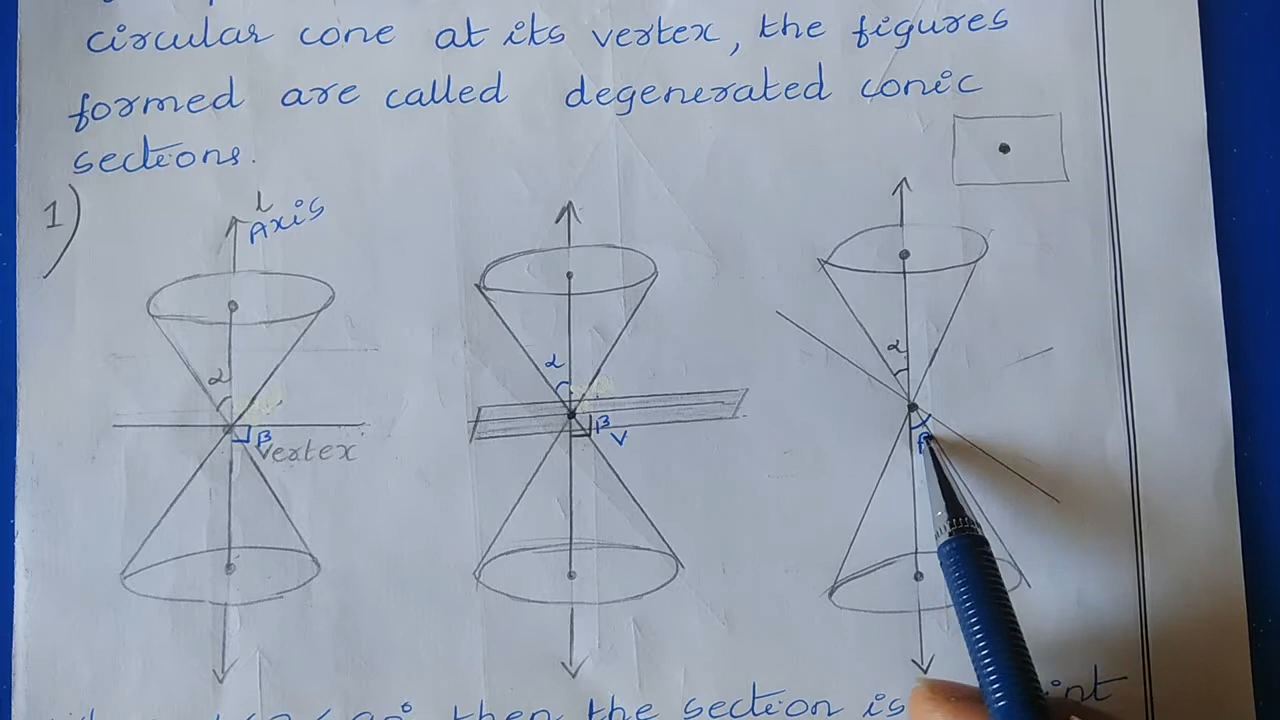 circular cone at its vertex, the figures
formed are called degenerated conic
sections.
1)
L
Axis
α
β
Vertex
α
β
V
α
β
then the section is